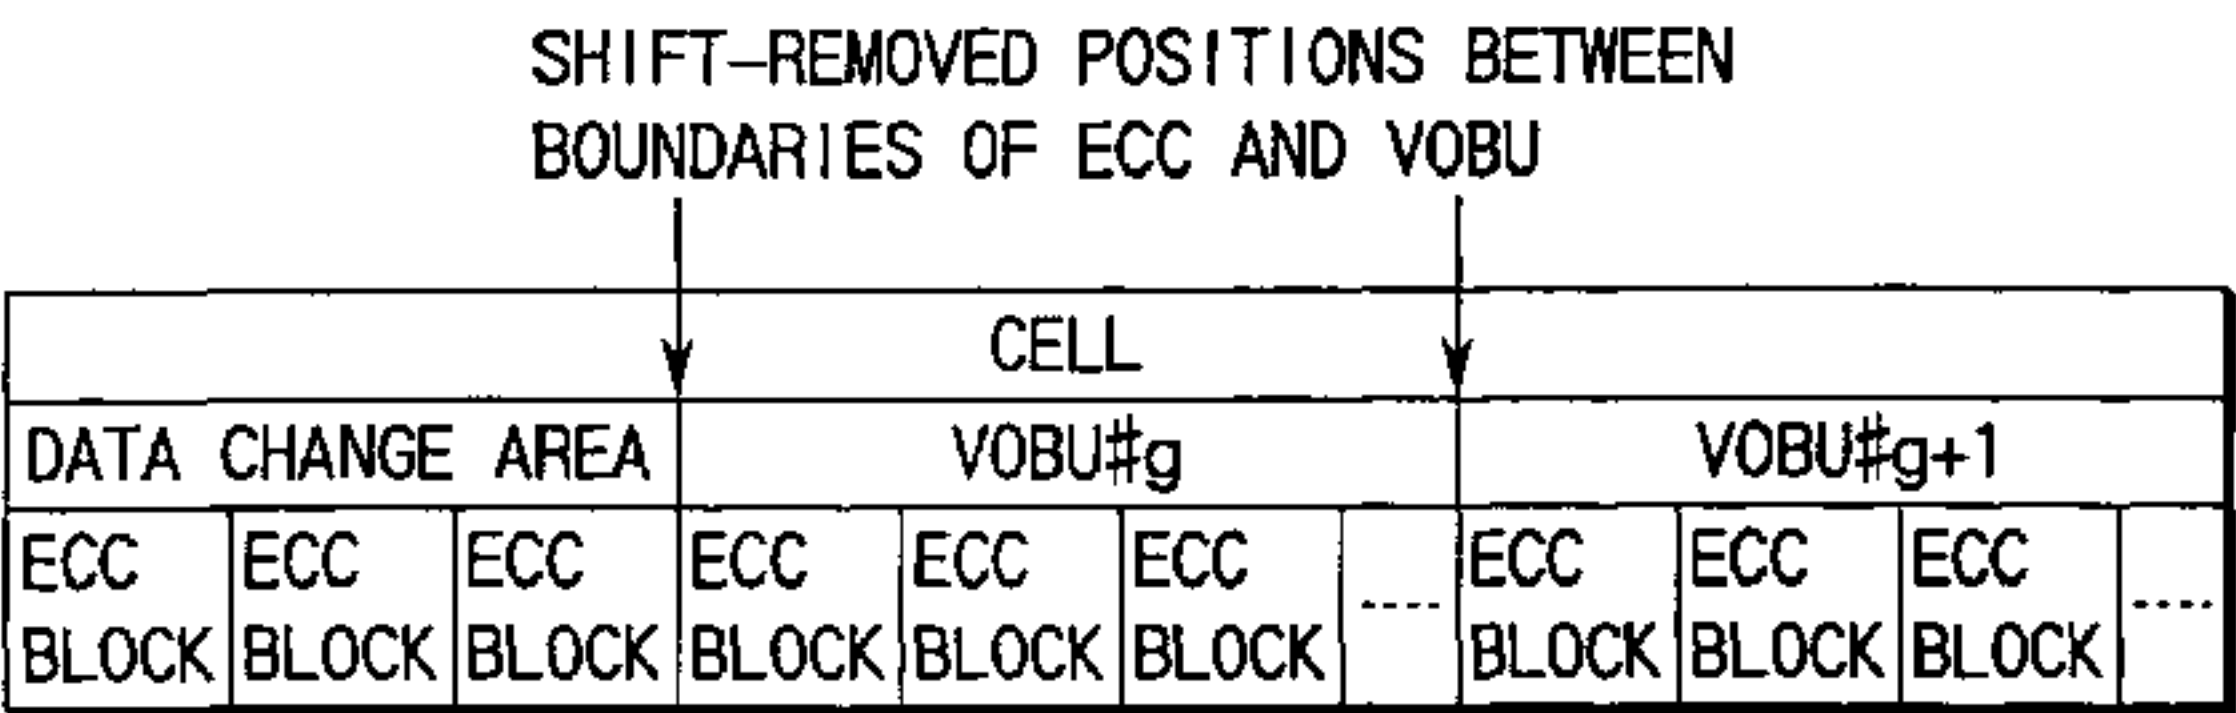 SHIFT-REMOVED POSITIONS BETWEEN
BOUNDARIES OF ECC AND VOBU
CELL
DATA CHANGE AREA VOBU#g VOBU#g+1
ECC ECC ECC ECC ECC ECC ECC ECC ECC
BLOCK BLOCK BLOCK BLOCK BLOCK BLOCK ---- BLOCK BLOCK BLOCK ----